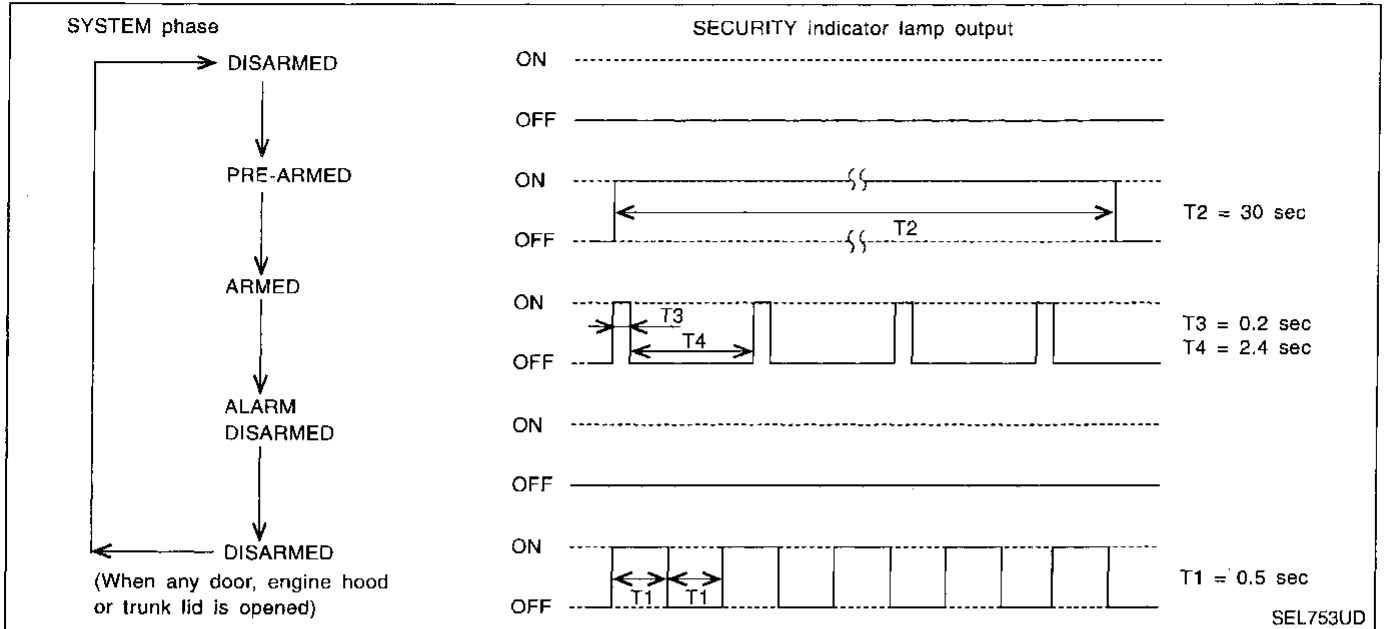 SYSTEM phase
SECURITY indicator lamp output
DISARMED
ON
OFF
PRE-ARMED
ON
T2
OFF
T2 = 30 sec
ARMED
ON
T3
T4
OFF
T3 = 0.2 sec
T4 = 2.4 sec
ALARM
DISARMED
ON
OFF
DISARMED
(When any door, engine hood
or trunk lid is opened)
ON
T1 T1
OFF
T1 = 0.5 sec
SEL753UD